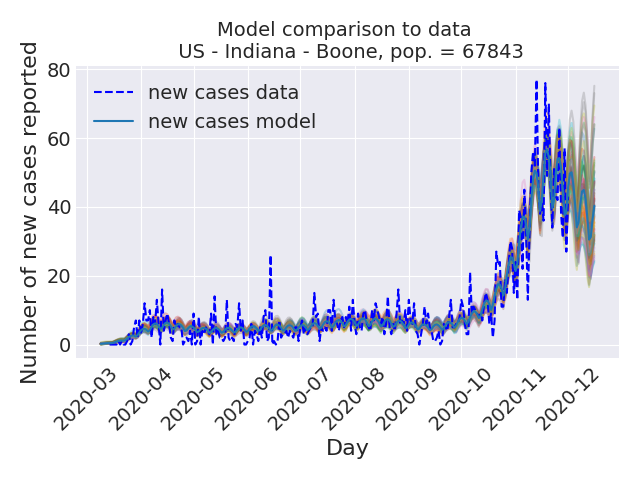 Model comparison to data
US - Indiana - Boone, pop. = 67843
Number of new cases reported
80
60
40
20
0
new cases data
new cases model
2020-03
2020-04
2020-05
2020-06
2020-07
2020-08
2020-09
2020-10
2020-11
2020-12
Day